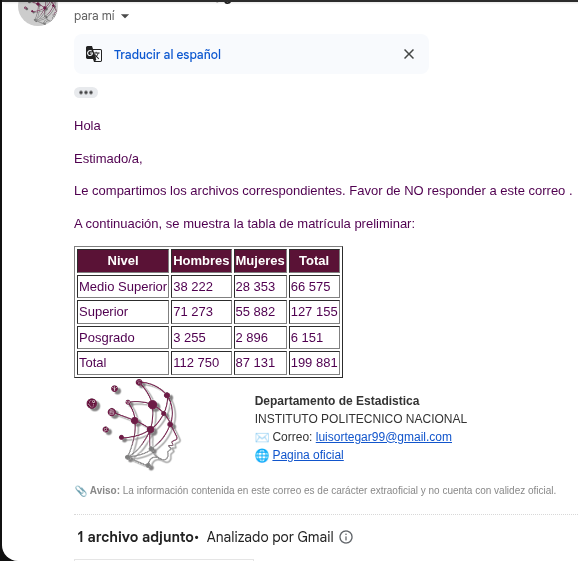 para mí
Traducir al español
Hola
Estimado/a,
Le compartimos los archivos correspondientes. Favor de NO responder a este correo .
A continuación, se muestra la tabla de matrícula preliminar:
Nivel Hombres Mujeres Total
Medio Superior 38 222 28 353 66 575
Superior 71 273 55 882 127 155
Posgrado 3 255 2 896 6 151
Total 112 750 87 131 199 881
Departamento de Estadistica
INSTITUTO POLITECNICO NACIONAL
✉️ Correo: luisortegar99@gmail.com
🌐 Pagina oficial
📎 Aviso: La información contenida en este correo es de carácter extraoficial y no cuenta con validez oficial.
1 archivo adjunto• Analizado por Gmail